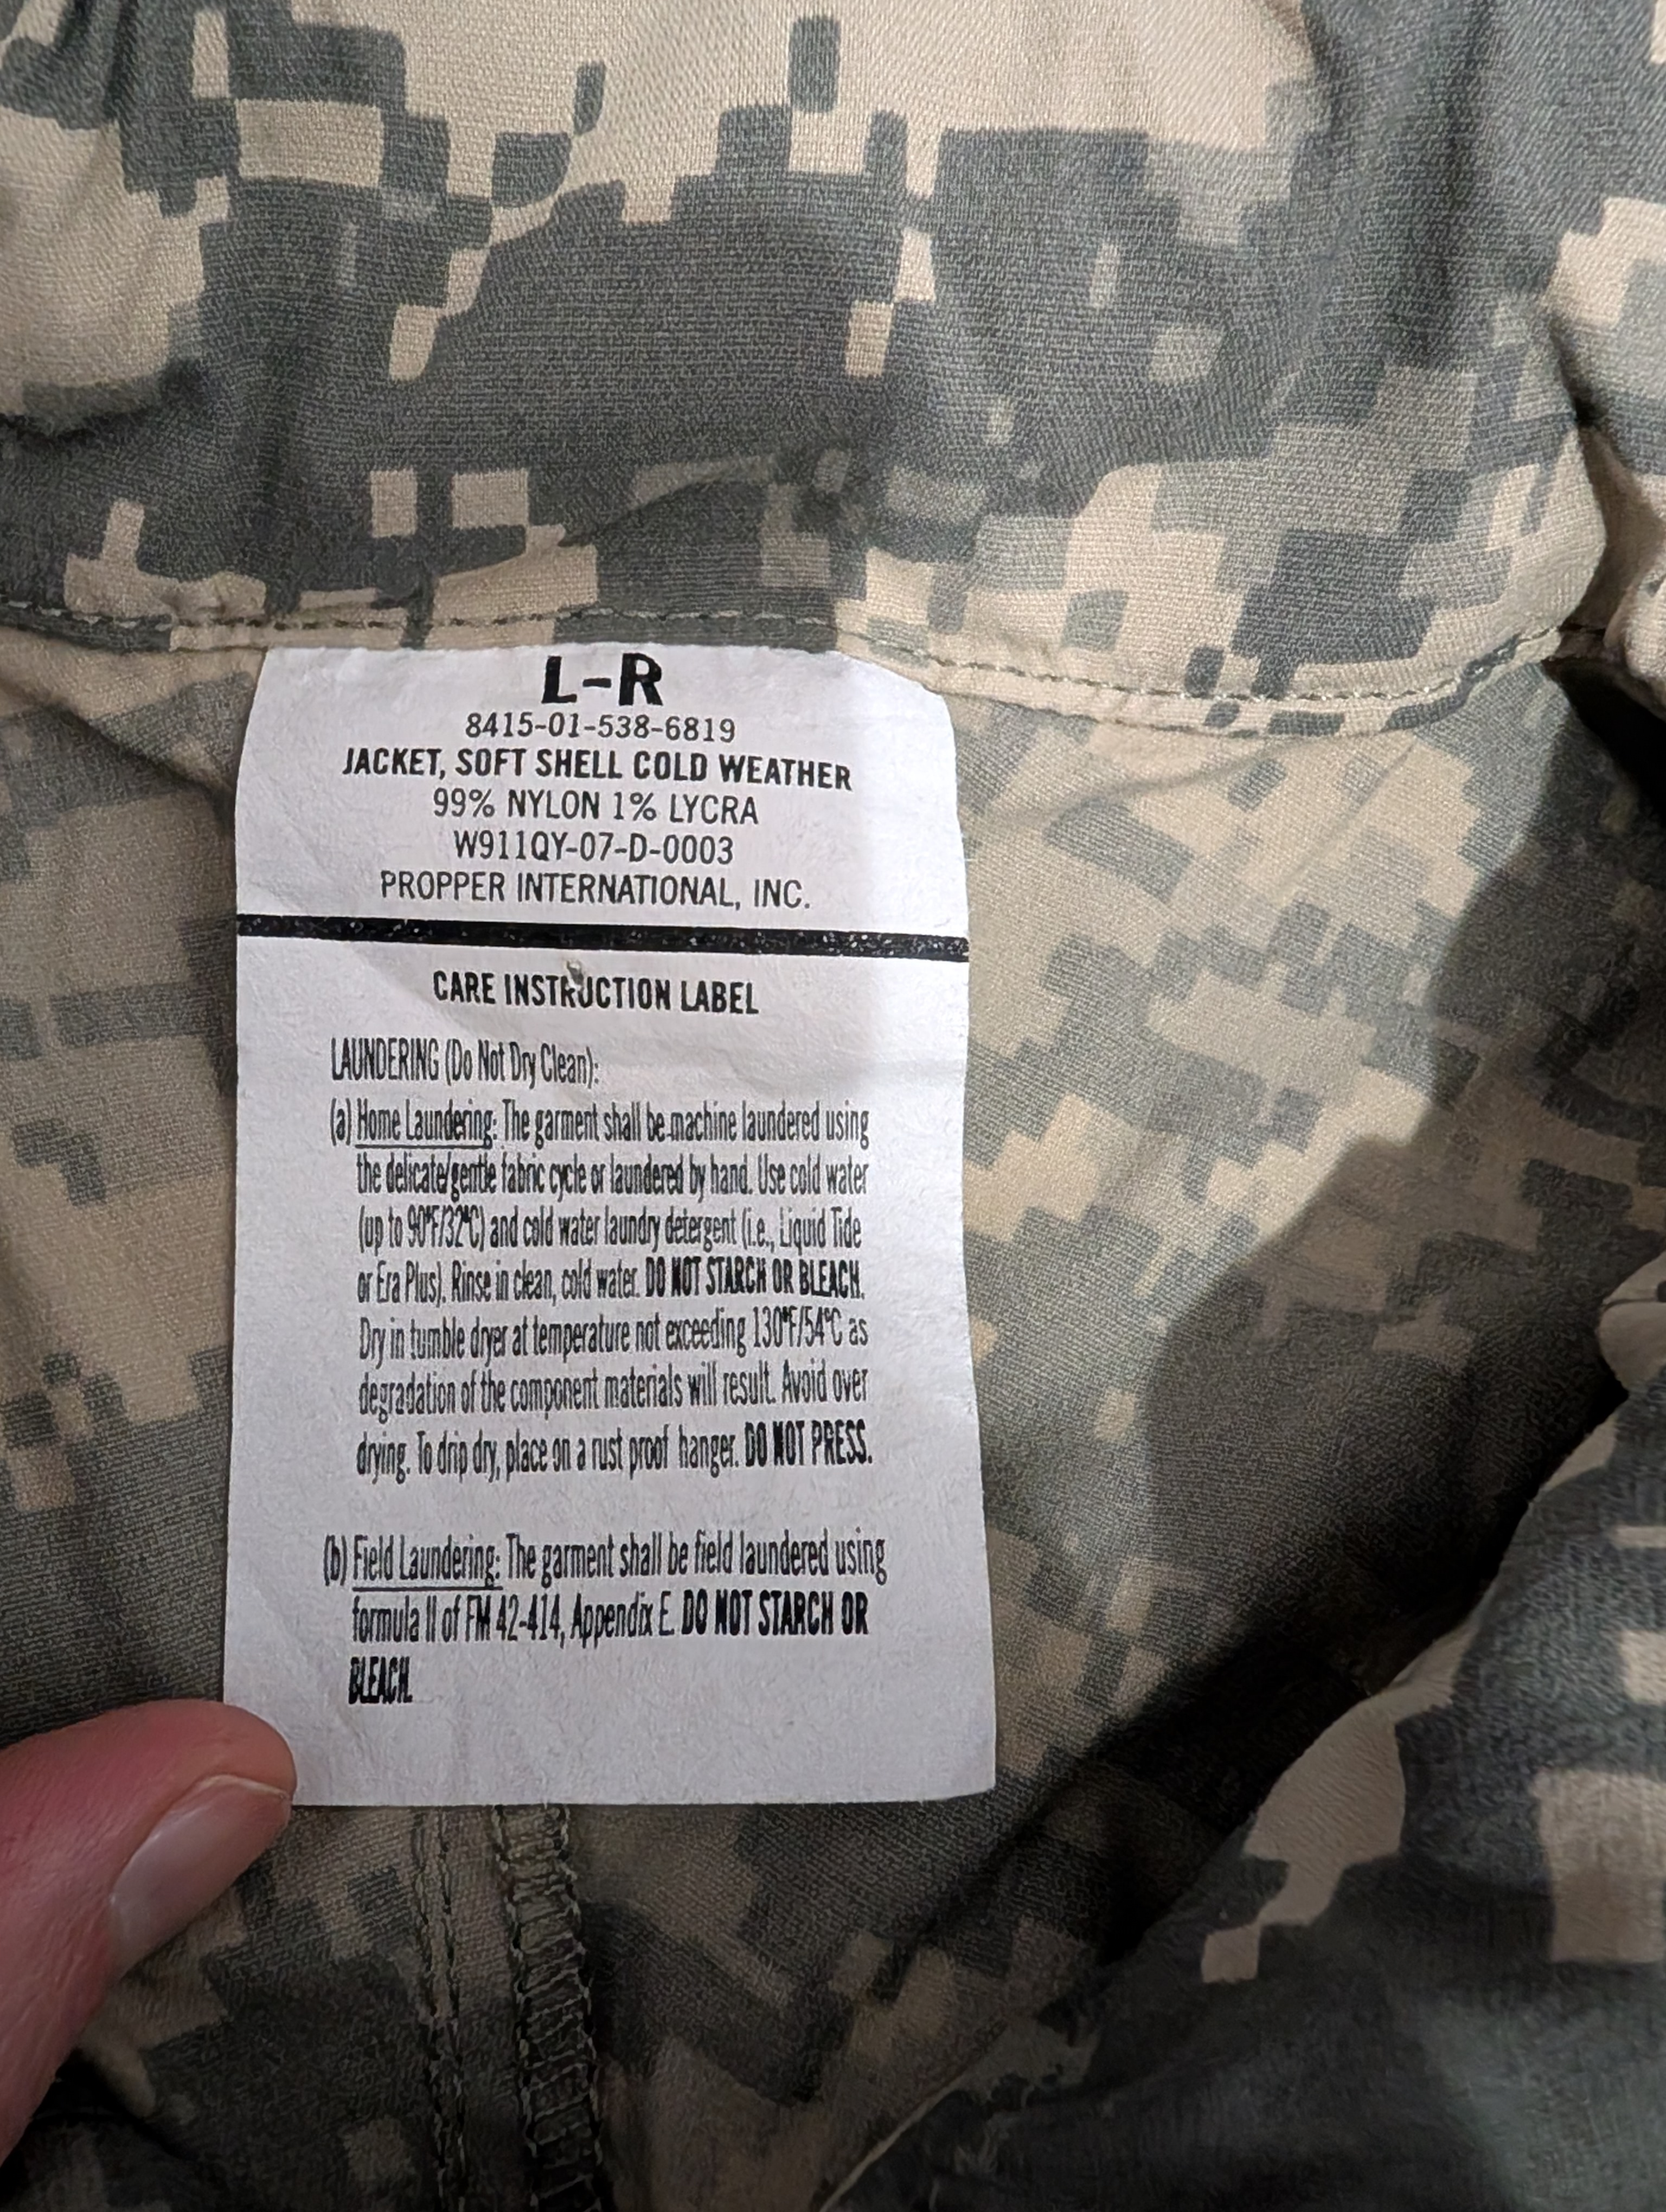 L-R
8415-01-538-6819
JACKET, SOFT SHELL COLD WEATHER
99% NYLON 1% LYCRA
W911QY-07-D-0003
PROPPER INTERNATIONAL, INC.
CARE INSTRUCTION LABEL
LAUNDERING (Do Not Dry Clean):
(a) Home Laundering: The garment shall be machine laundered using
the delicate/gentle fabric cycle or laundered by hand. Use cold water
(up to 90°F/32°C) and cold water laundry detergent (i.e., Liquid Tide
or Era Plus). Rinse in clean, cold water. DO NOT STARCH OR BLEACH.
Dry in tumble dryer at temperature not exceeding 130°F/54°C as
degradation of the component materials will result. Avoid over
drying. To drip dry, place on a rust proof hanger. DO NOT PRESS.
(b) Field Laundering: The garment shall be field laundered using
formula II of FM 42-414, Appendix E. DO NOT STARCH OR
BLEACH.